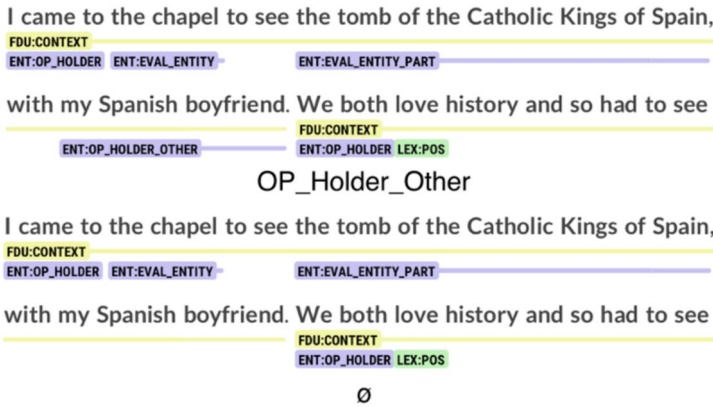 I came to the chapel to see the tomb of the Catholic Kings of Spain,
FDU:CONTEXT
ENT:OP_HOLDER ENT:EVAL_ENTITY ENT:EVAL_ENTITY_PART
with my Spanish boyfriend. We both love history and so had to see
FDU:CONTEXT
ENT:OP_HOLDER_OTHER ENT:OP_HOLDER LEX:POS
OP_Holder_Other
I came to the chapel to see the tomb of the Catholic Kings of Spain,
FDU:CONTEXT
ENT:OP_HOLDER ENT:EVAL_ENTITY ENT:EVAL_ENTITY_PART
with my Spanish boyfriend. We both love history and so had to see
FDU:CONTEXT
ENT:OP_HOLDER LEX:POS
ø